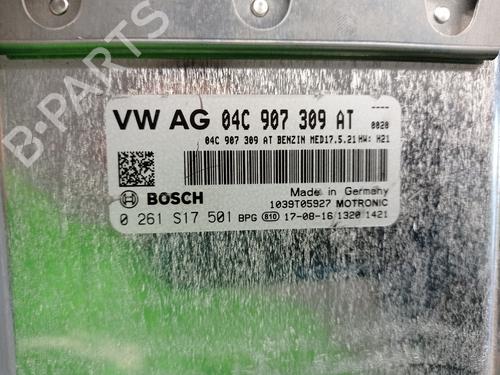 VW AG 04C 907 309 AT
----
0020
04C 907 309 AT BENZIN MED17.5.21 HW: H21
BOSCH
Made in Germany
1039T05927 MOTRONIC
0 261 S17 501 BPG 810 17-08-16 1320 1421
B-PARTS